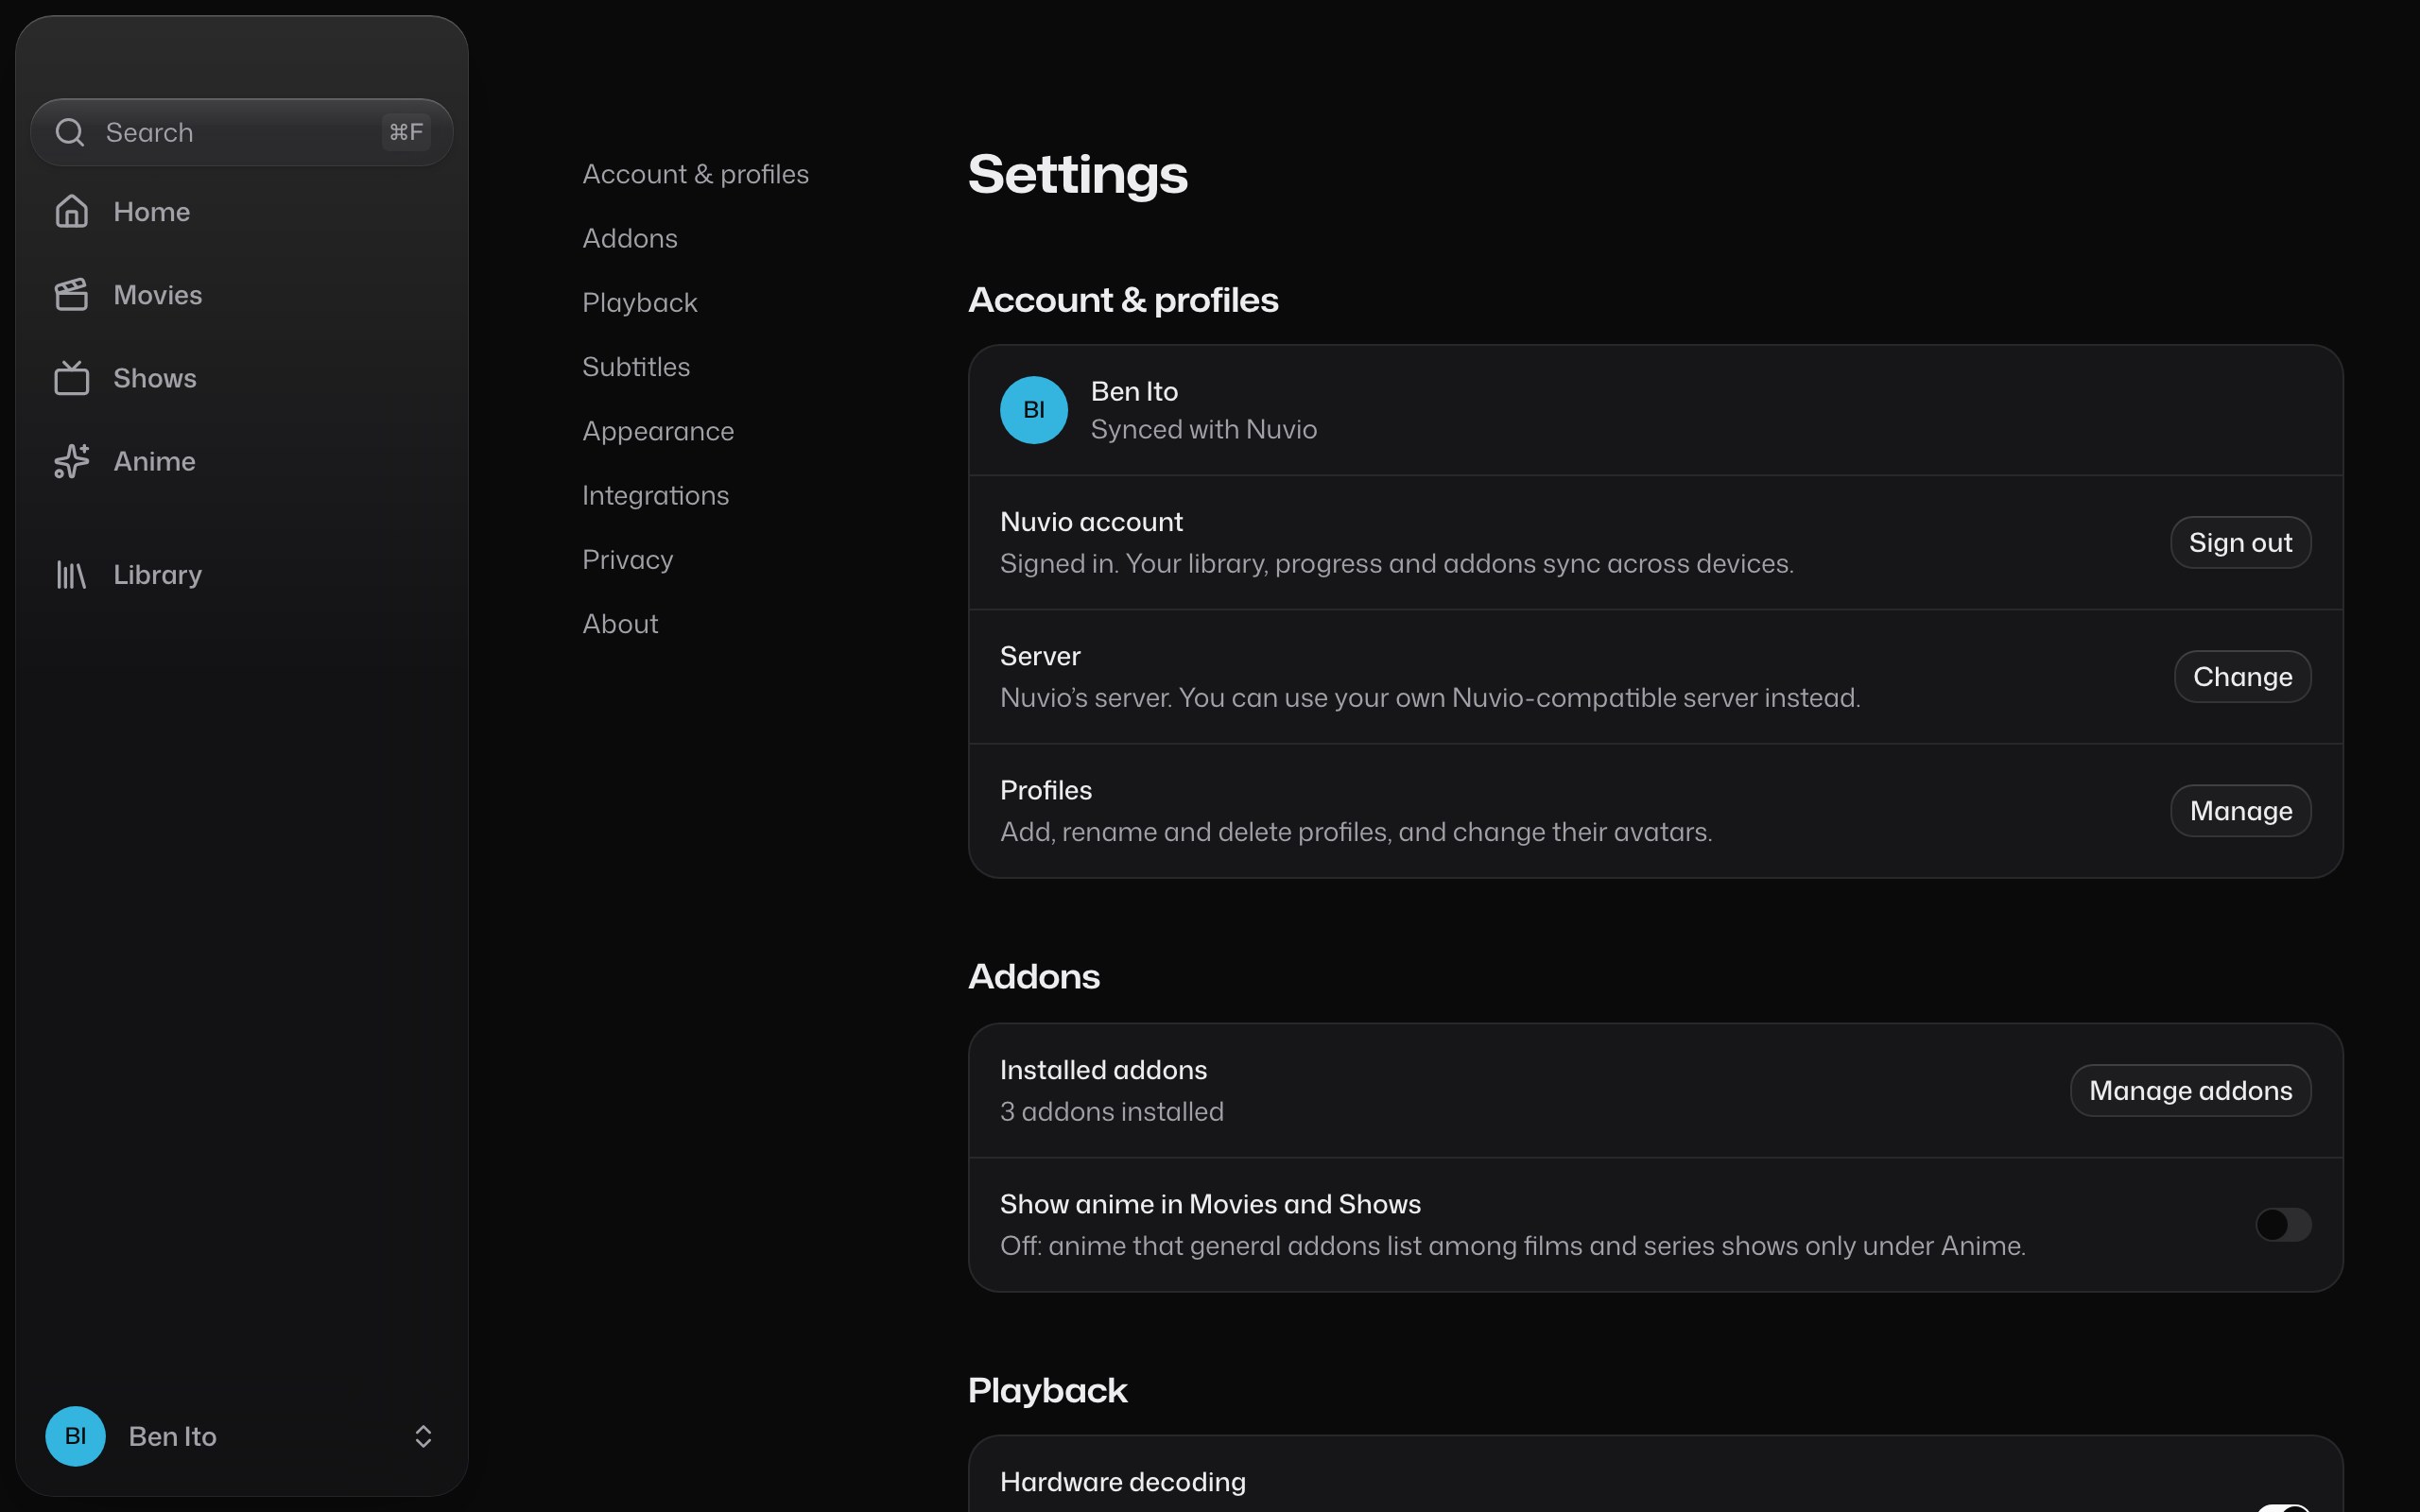 Search
⌘F
Home
Movies
Shows
Anime
Library
BI
Ben Ito
Account & profiles
Addons
Playback
Subtitles
Appearance
Integrations
Privacy
About
Settings
Account & profiles
BI
Ben Ito
Synced with Nuvio
Nuvio account
Signed in. Your library, progress and addons sync across devices.
Sign out
Server
Nuvio’s server. You can use your own Nuvio-compatible server instead.
Change
Profiles
Add, rename and delete profiles, and change their avatars.
Manage
Addons
Installed addons
3 addons installed
Manage addons
Show anime in Movies and Shows
Off: anime that general addons list among films and series shows only under Anime.
Playback
Hardware decoding